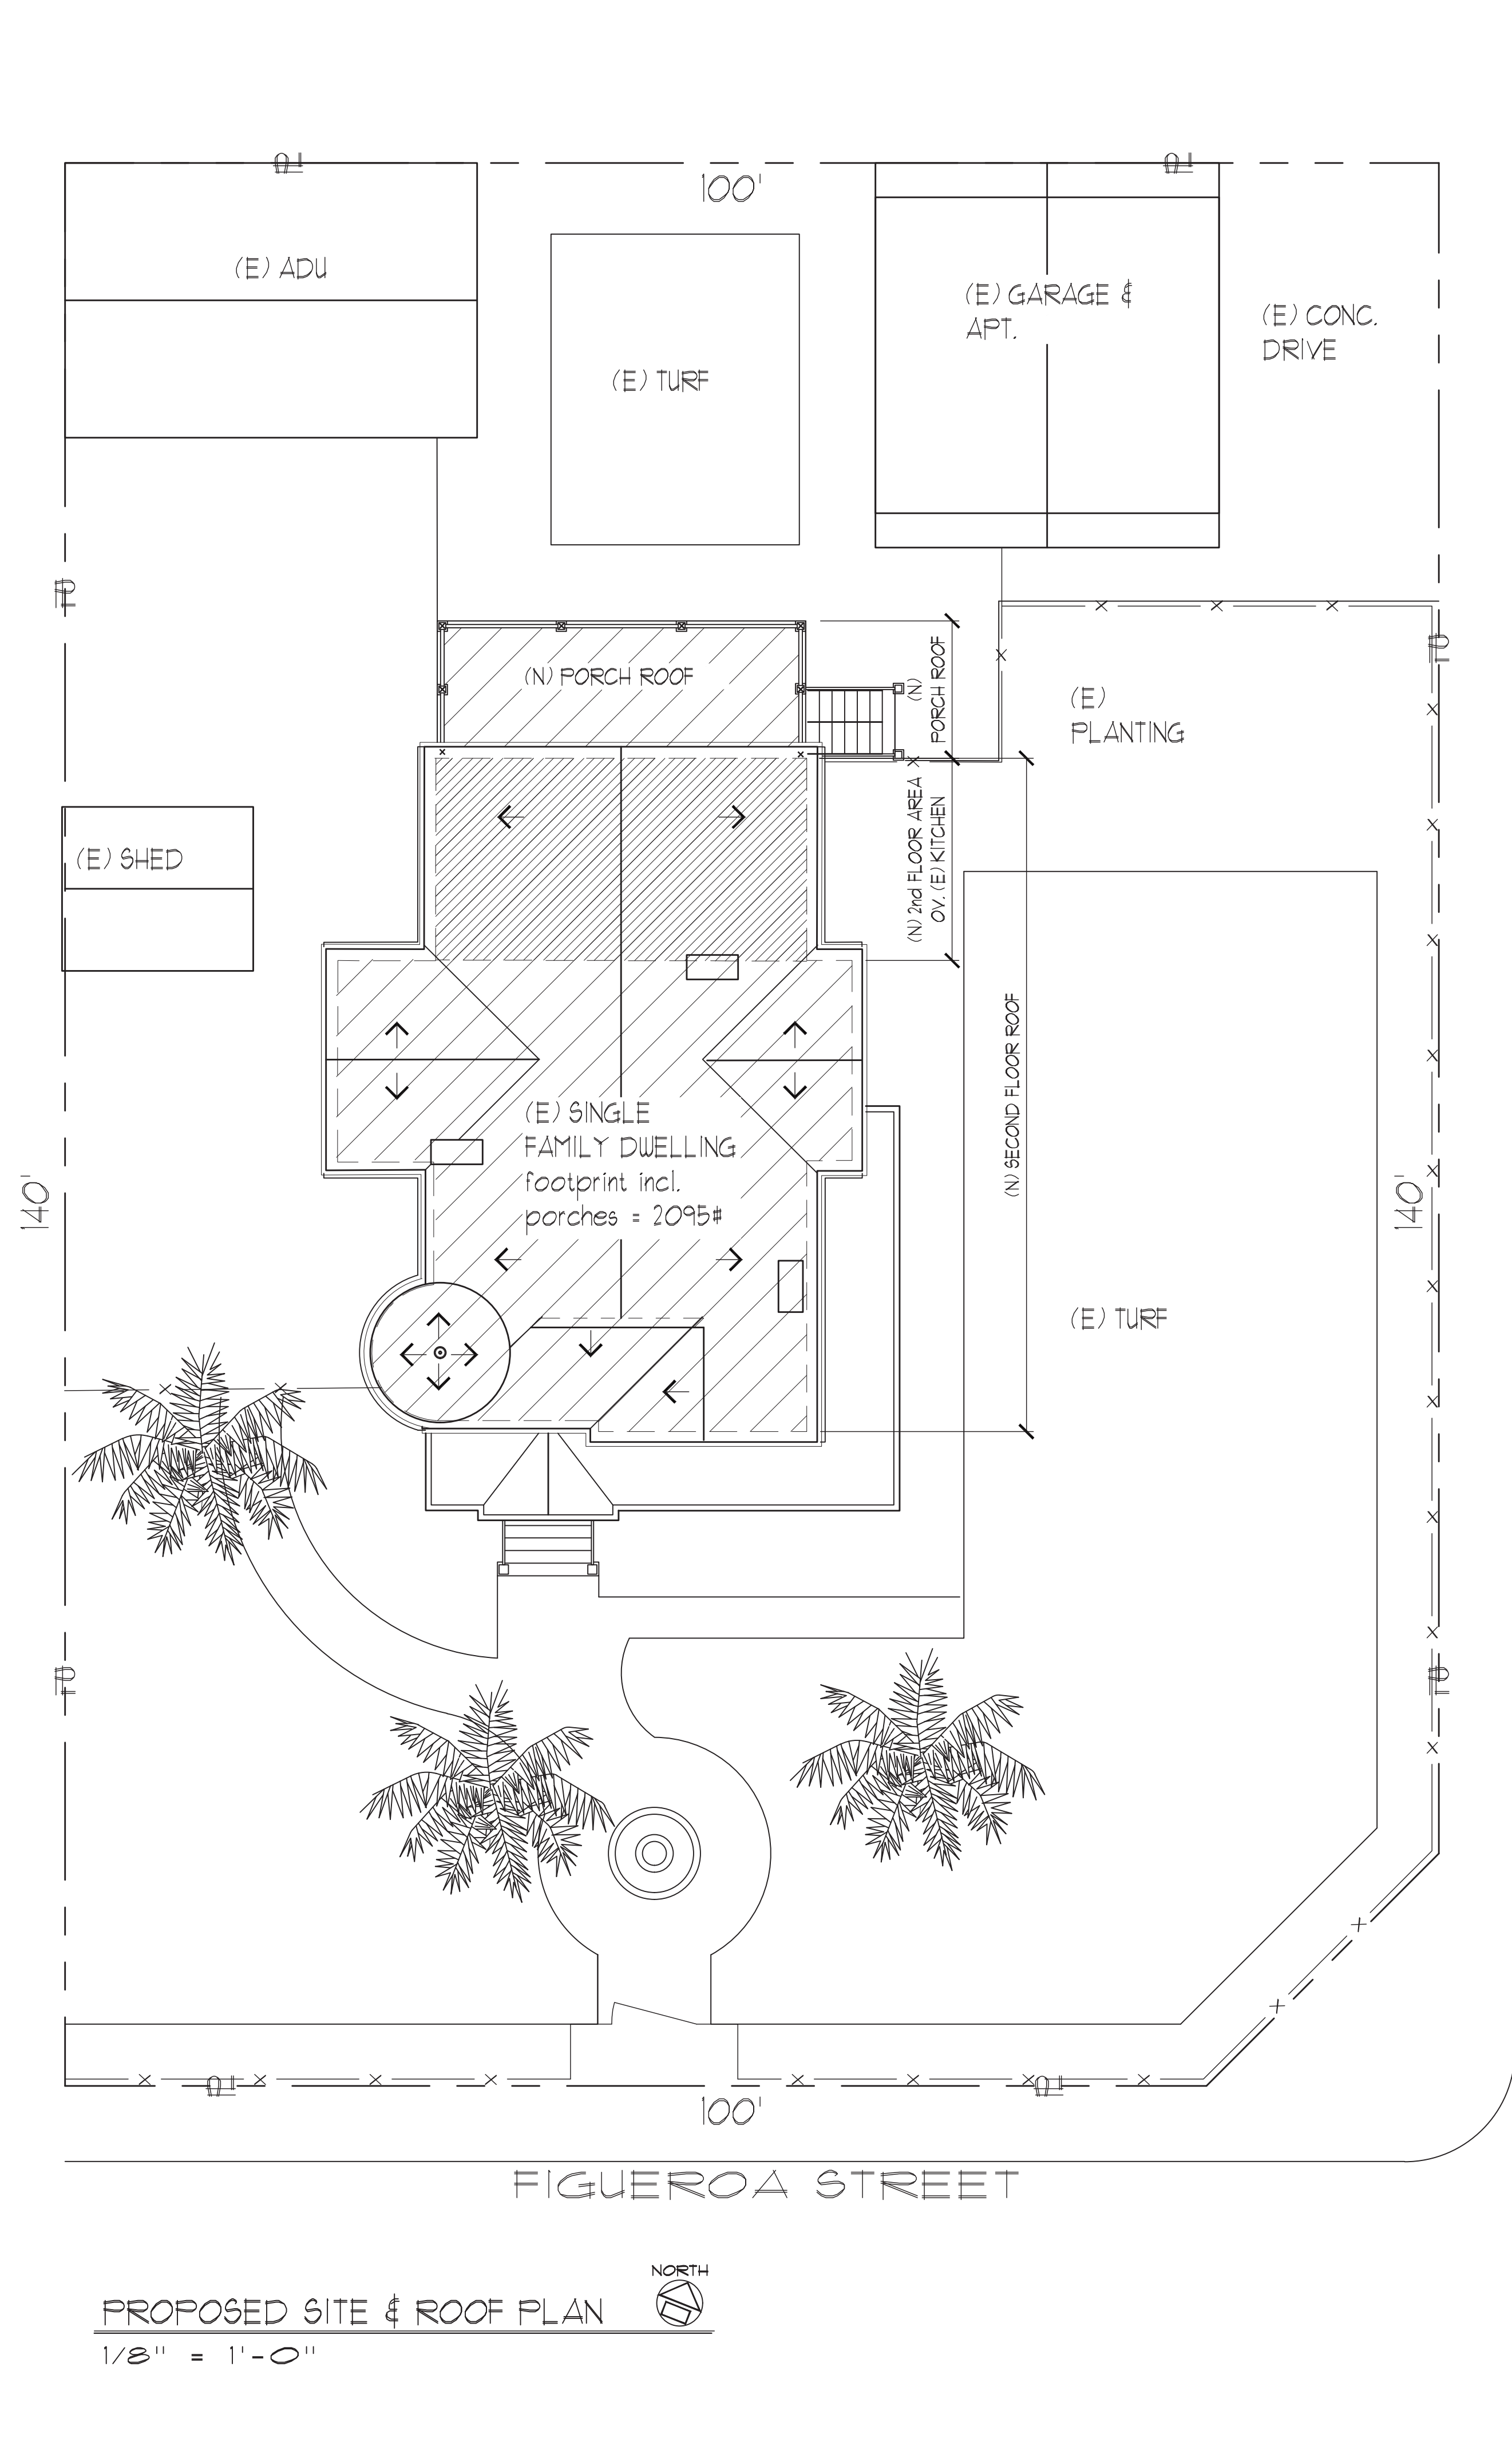 100'
(E) ADU
(E) GARAGE &
APT.
(E) CONC.
DRIVE
(E) TURF
(N) PORCH ROOF
(N)
PORCH ROOF
(E)
PLANTING
(N) 2nd FLOOR AREA
OV. (E) KITCHEN
(E) SHED
(N) SECOND FLOOR ROOF
(E) SINGLE
FAMILY DWELLING
footprint incl.
porches = 2095#
140'
140'
(E) TURF
100'
FIGUEROA STREET
NORTH
PROPOSED SITE & ROOF PLAN
1/8" = 1'-0"